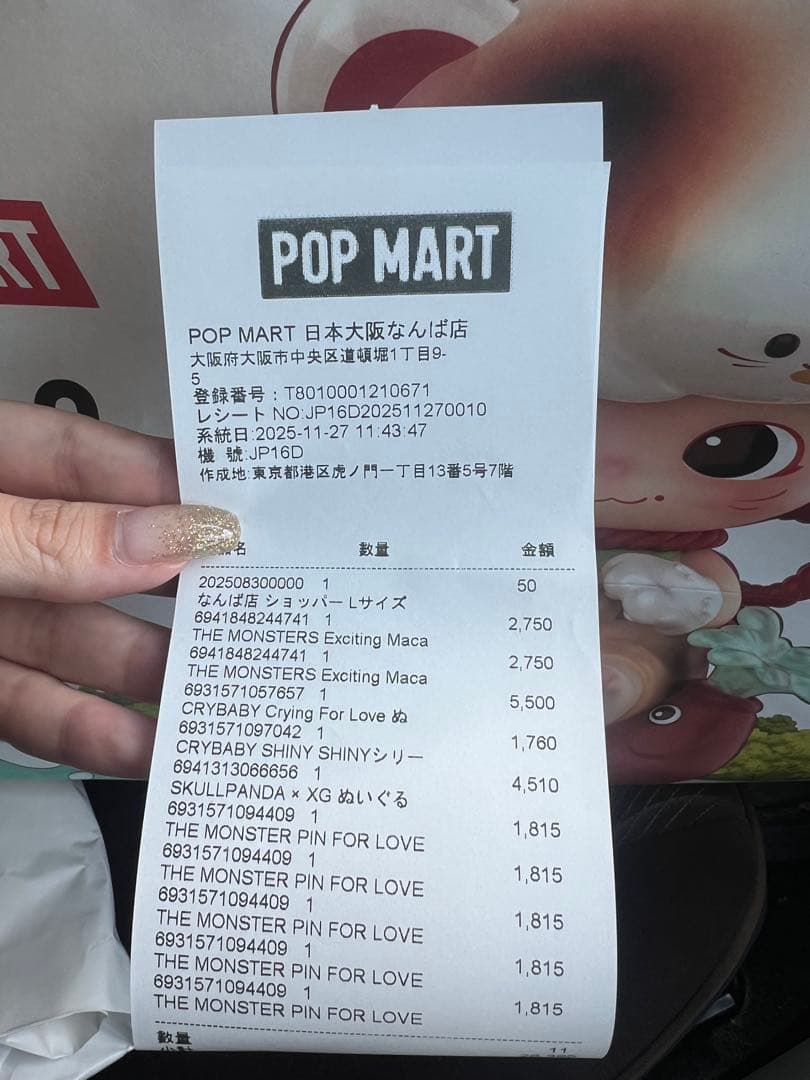 RT
POP MART
POP MART 日本大阪なんば店
大阪府大阪市中央区道頓堀1丁目9-
5
登録番号：T8010001210671
レシート NO:JP16D202511270010
系統日:2025-11-27 11:43:47
機 號:JP16D
作成地:東京都港区虎ノ門一丁目13番5号7階
名 数量 金額
202508300000 1 50
なんば店 ショッパー Lサイズ
6941848244741 1 2,750
THE MONSTERS Exciting Maca
6941848244741 1 2,750
THE MONSTERS Exciting Maca
6931571057657 1 5,500
CRYBABY Crying For Love ぬ
6931571097042 1 1,760
CRYBABY SHINY SHINYシリー
6941313066656 1 4,510
SKULLPANDA × XG ぬいぐる
6931571094409 1 1,815
THE MONSTER PIN FOR LOVE
6931571094409 1 1,815
THE MONSTER PIN FOR LOVE
6931571094409 1 1,815
THE MONSTER PIN FOR LOVE
6931571094409 1 1,815
THE MONSTER PIN FOR LOVE
6931571094409 1 1,815
THE MONSTER PIN FOR LOVE
數量 11